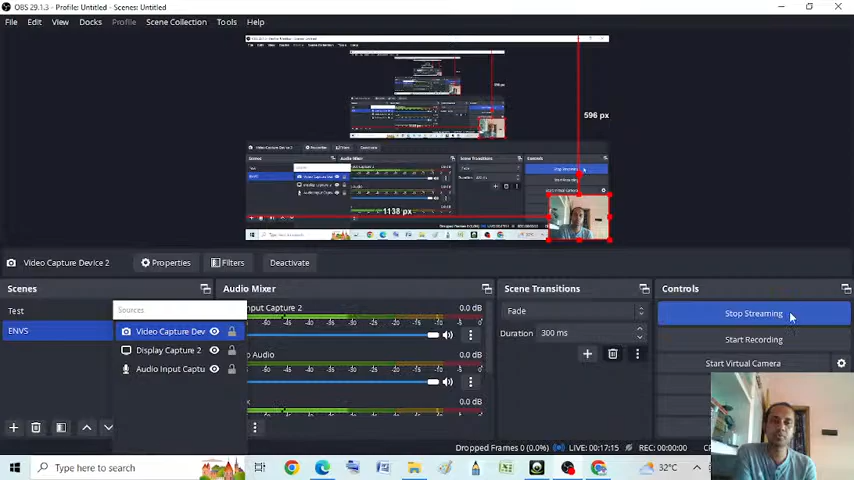 OBS 29.1.3 - Profile: Untitled - Scenes: Untitled
File Edit View Docks Profile Scene Collection Tools Help
596 px
1138 px
Video Capture Device 2 Properties Filters Deactivate
Scenes
Test
ENVS
Sources
Video Capture Dev
Display Capture 2
Audio Input Captu
Audio Mixer
nput Capture 2 0.0 dB
Audio 0.0 dB
0.0 dB
Scene Transitions
Fade
Duration 300 ms
Controls
Stop Streaming
Start Recording
Start Virtual Camera
Dropped Frames 0 (0.0%) LIVE: 00:17:15 REC: 00:00:00
Type here to search
32°C